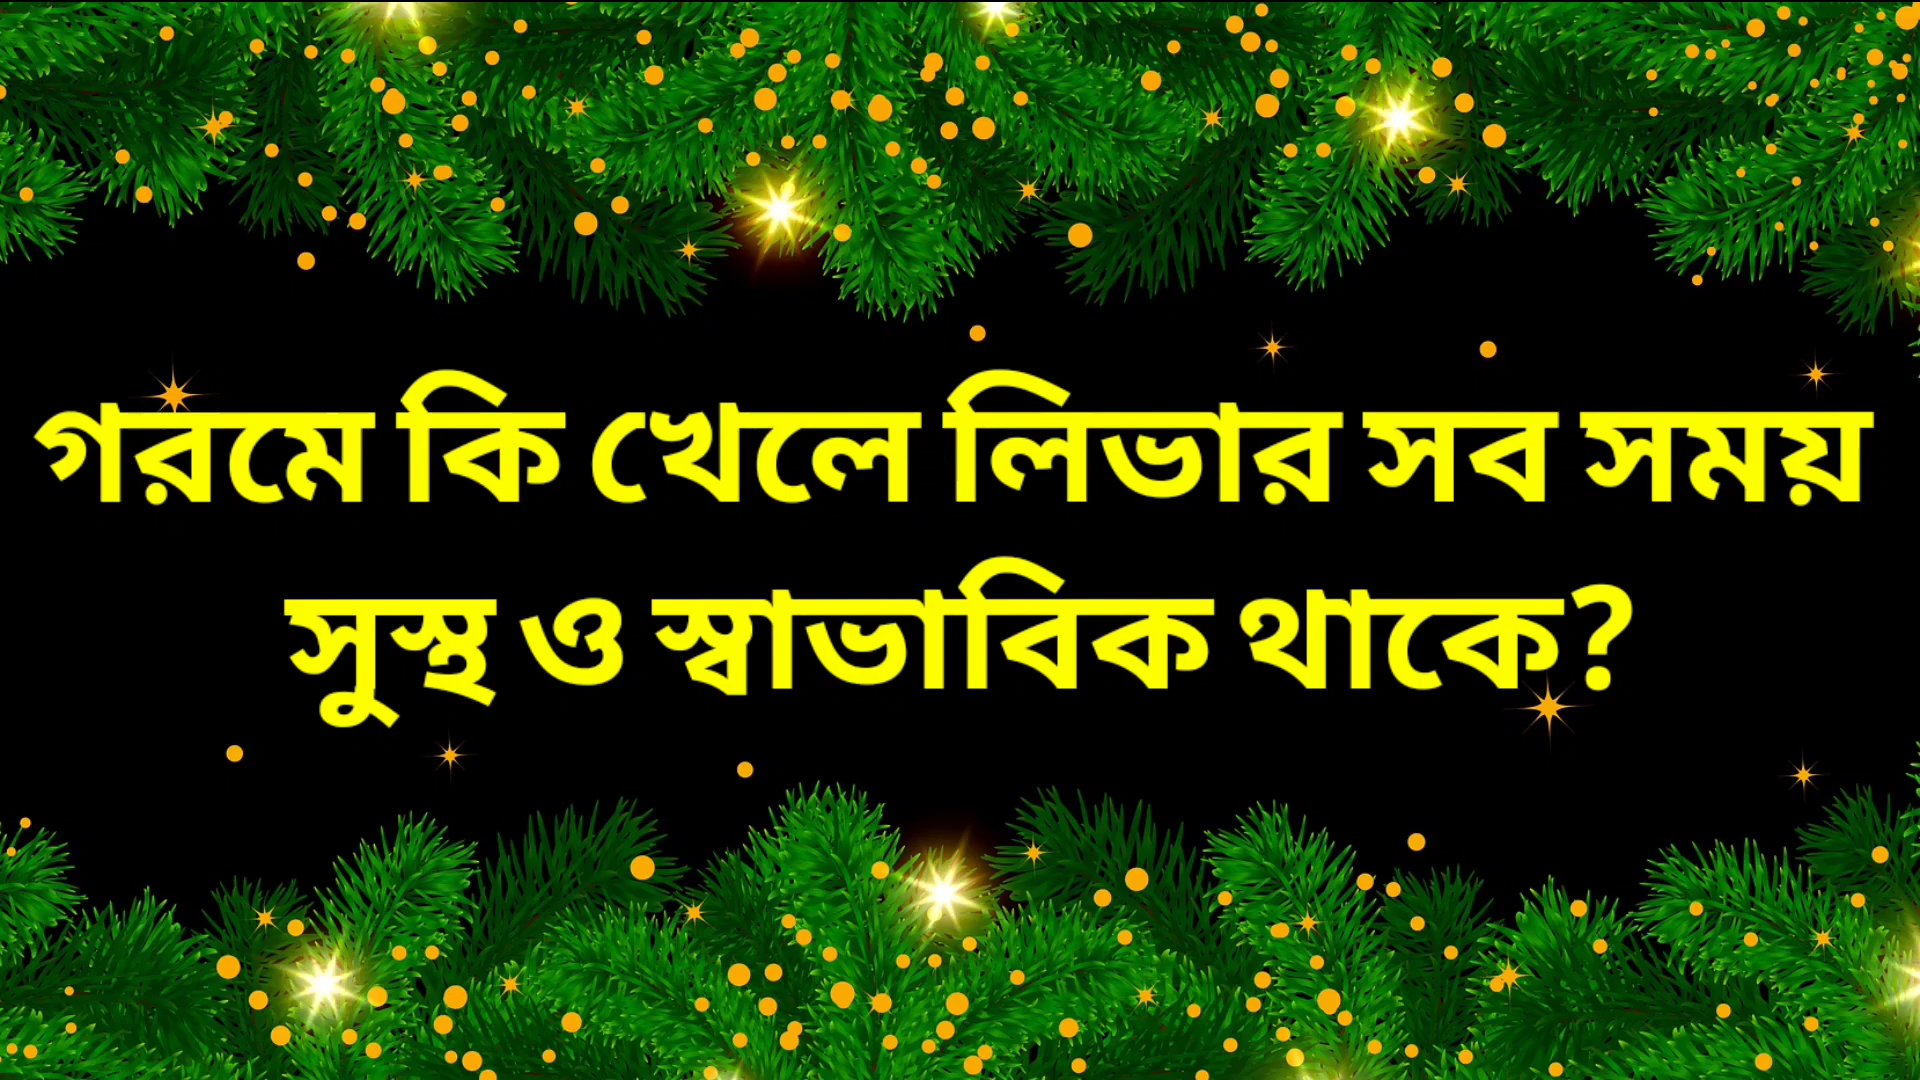 গরমে কি খেলে লিভার সব সময়
সুস্থ ও স্বাভাবিক থাকে?